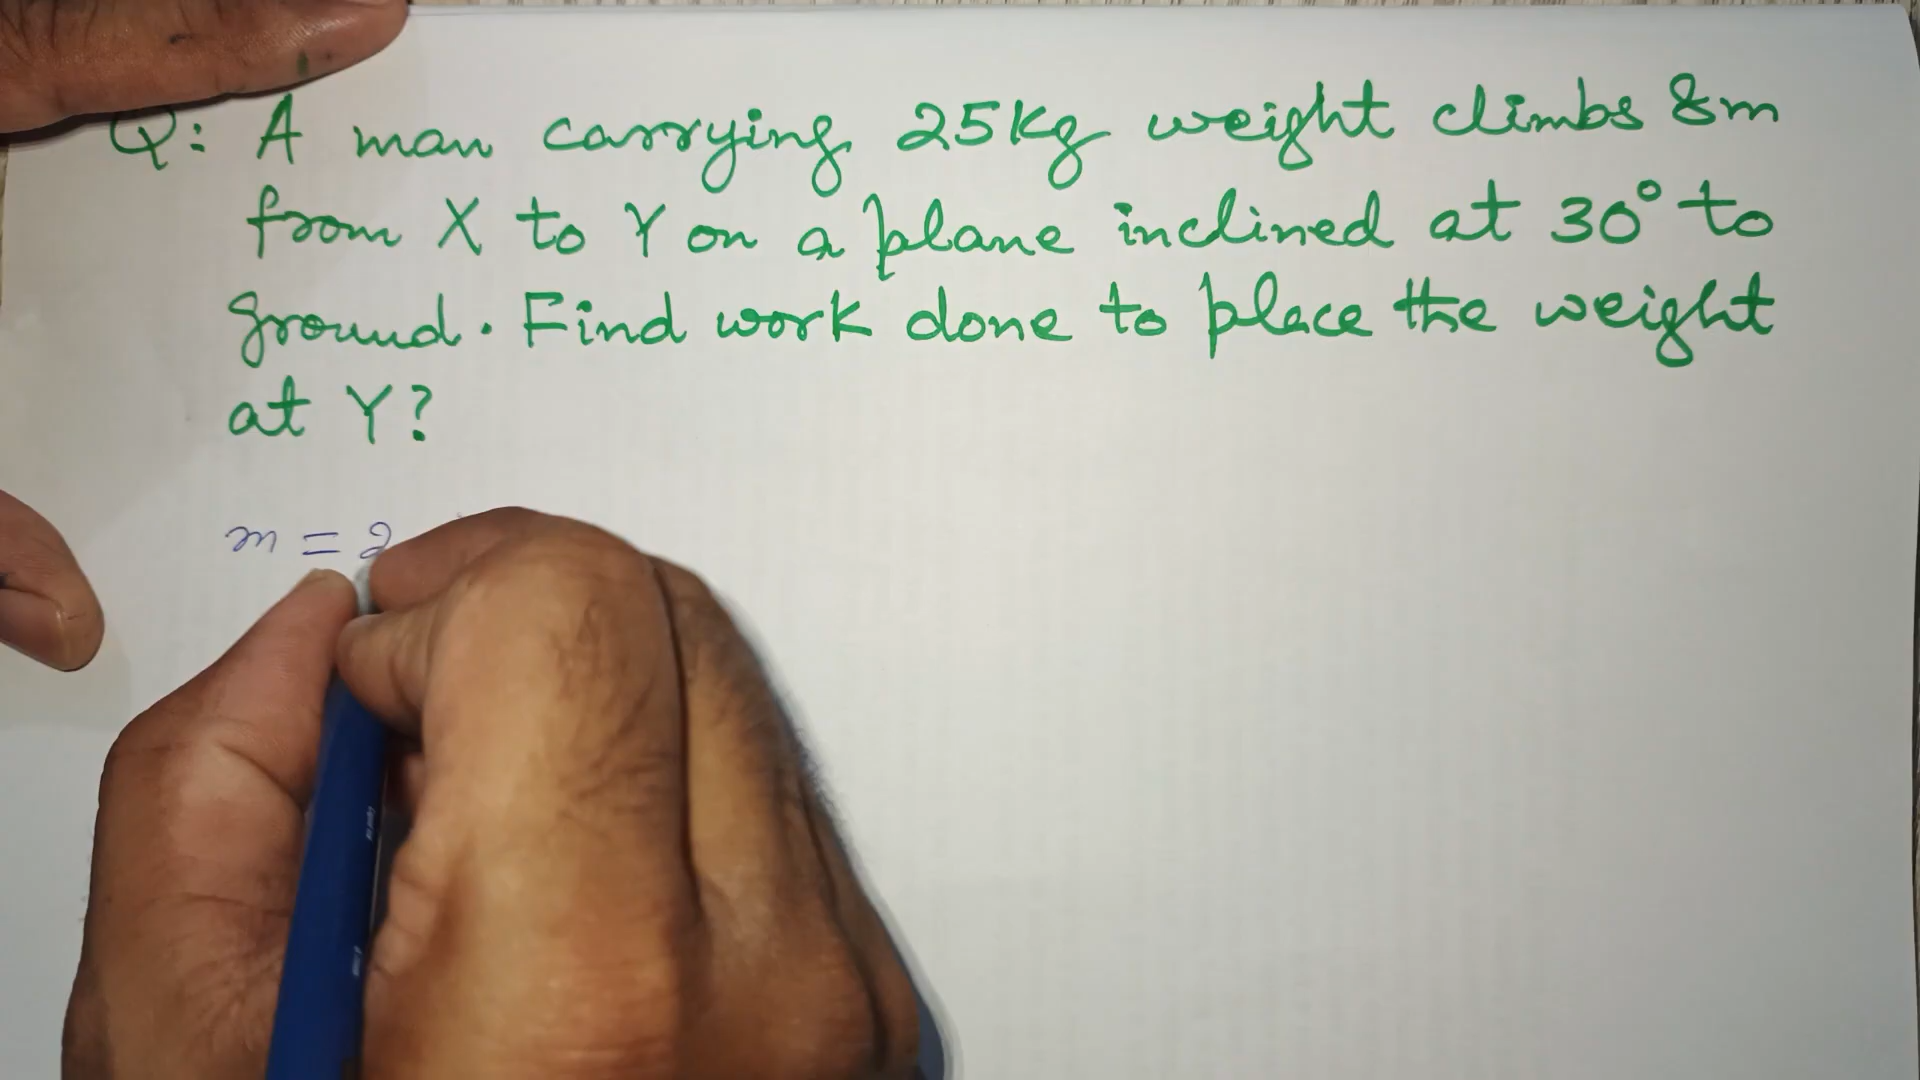 Q: A man carrying 25kg weight climbs 8m
from X to Y on a plane inclined at 30° to
ground. Find work done to place the weight
at Y?
m = 2